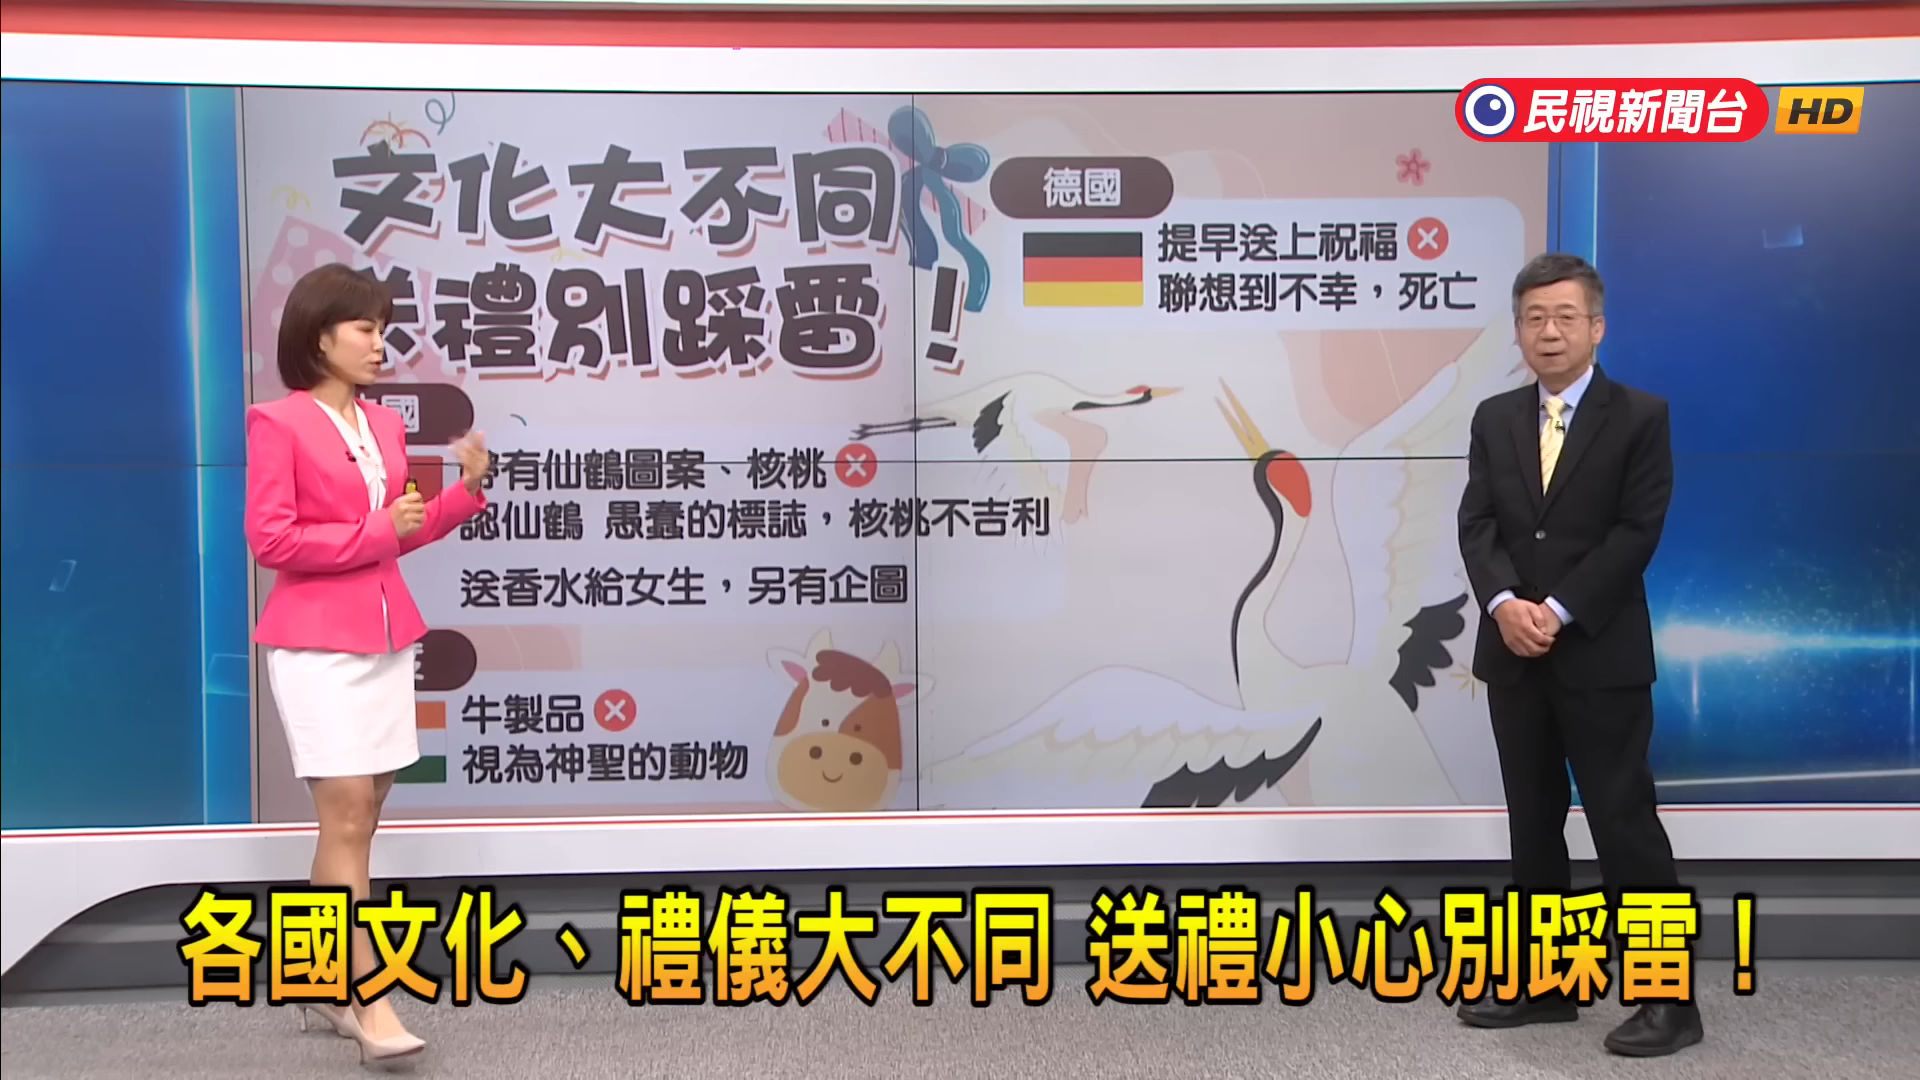 民視新聞台 HD
文化大不同
送禮別踩雷！
德國
提早送上祝福
聯想到不幸，死亡
國
帶有仙鶴圖案、核桃
認仙鶴 愚蠢的標誌，核桃不吉利
送香水給女生，另有企圖
牛製品
視為神聖的動物
各國文化、禮儀大不同 送禮小心別踩雷！